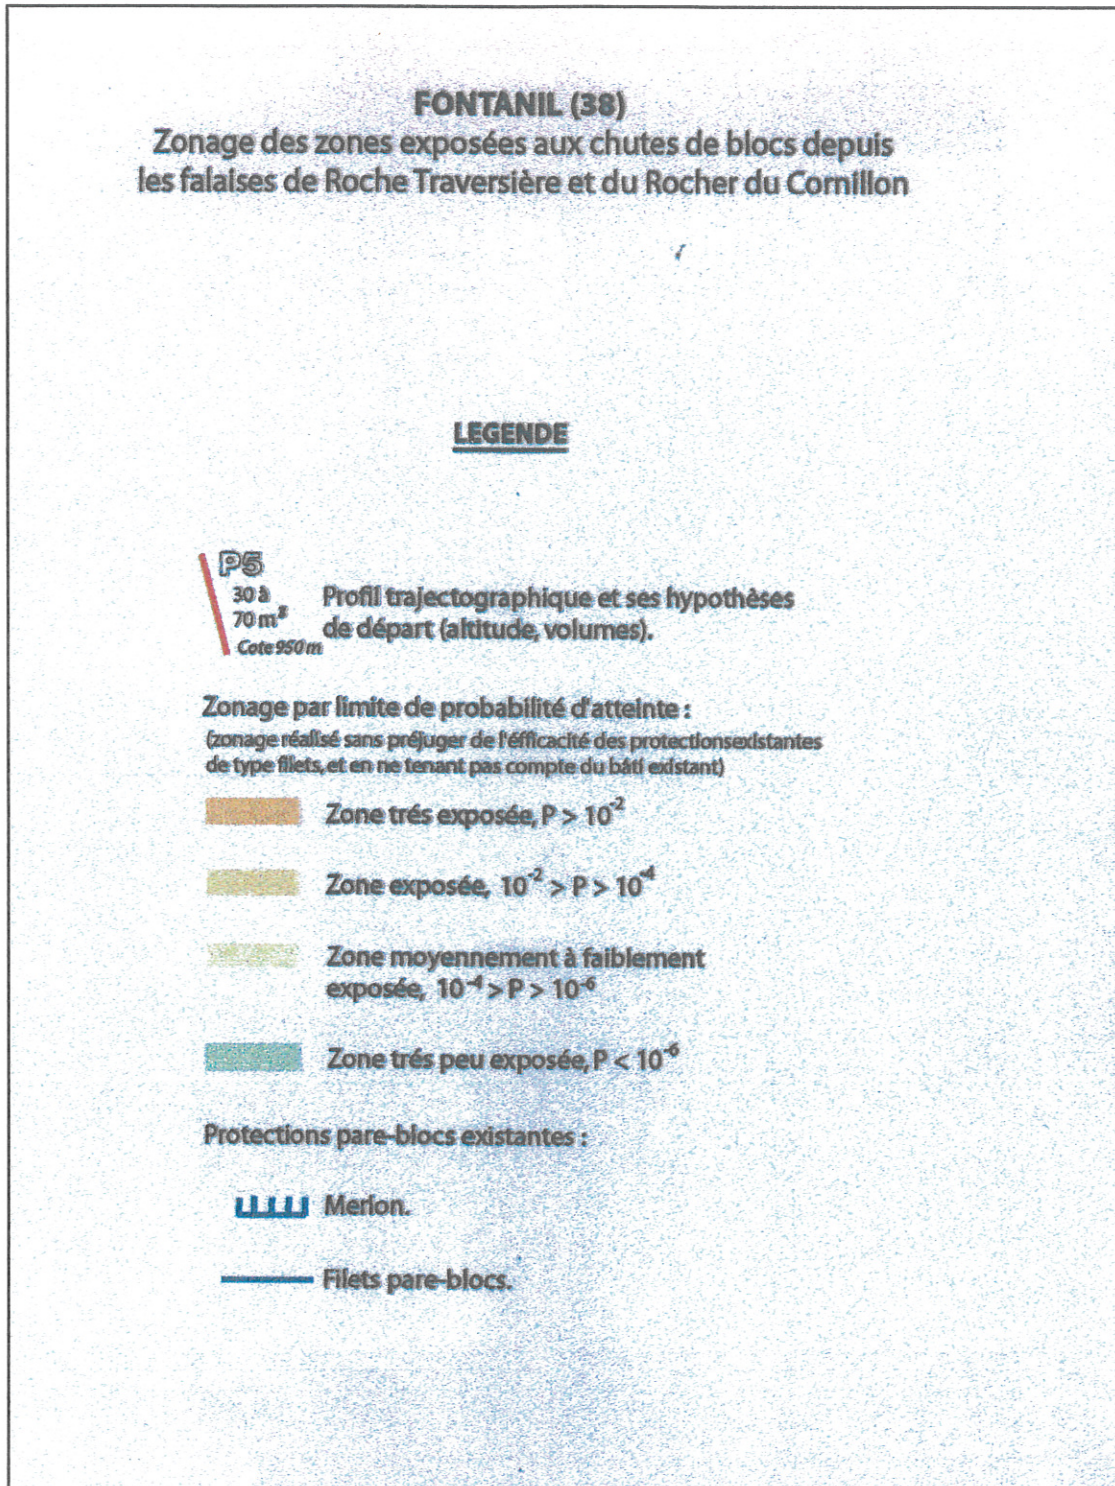 FONTANIL (38)
Zonage des zones exposées aux chutes de blocs depuis
les falaises de Roche Traversière et du Rocher du Cornillon
LEGENDE
P5
30 à
70 m³
Cote 950 m
Profil trajectographique et ses hypothèses
de départ (altitude, volumes).
Zonage par limite de probabilité d'atteinte :
(zonage réalisé sans préjuger de l'éfficacité des protectionsexistantes
de type filets, et en ne tenant pas compte du bâti existant)
Zone trés exposée, P > 10⁻²
Zone exposée, 10⁻² > P > 10⁻⁴
Zone moyennement à faiblement
exposée, 10⁻⁴ > P > 10⁻⁶
Zone trés peu exposée, P < 10⁻⁶
Protections pare-blocs existantes :
Merlon.
Filets pare-blocs.